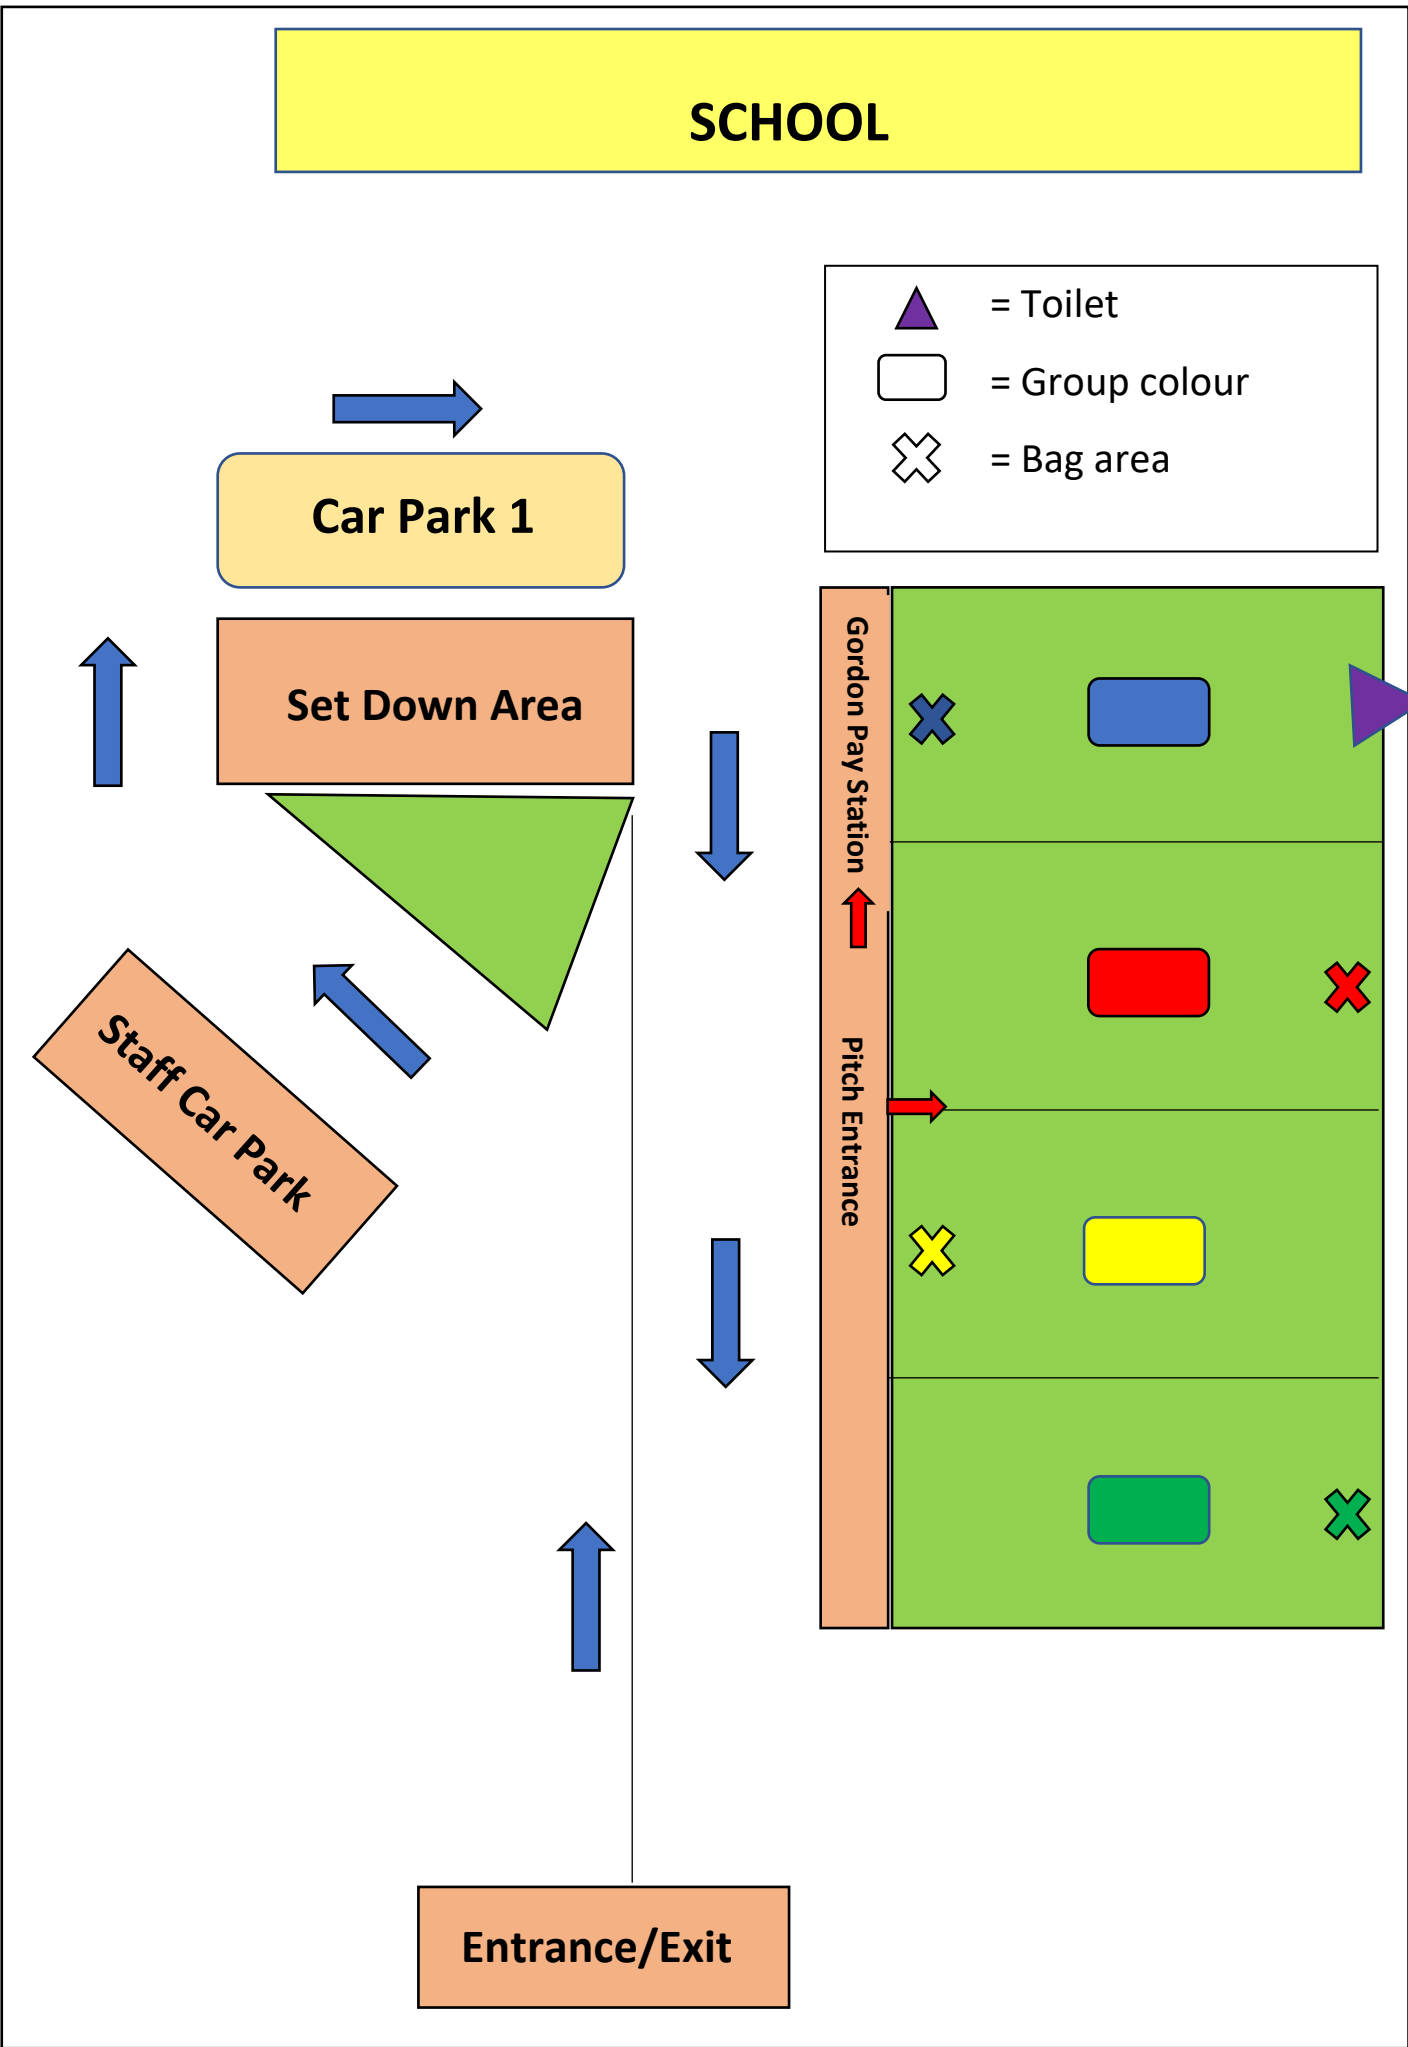 SCHOOL
= Toilet
= Group colour
= Bag area
Car Park 1
Set Down Area
Gordon Pay Station
Staff Car Park
Pitch Entrance
Entrance/Exit